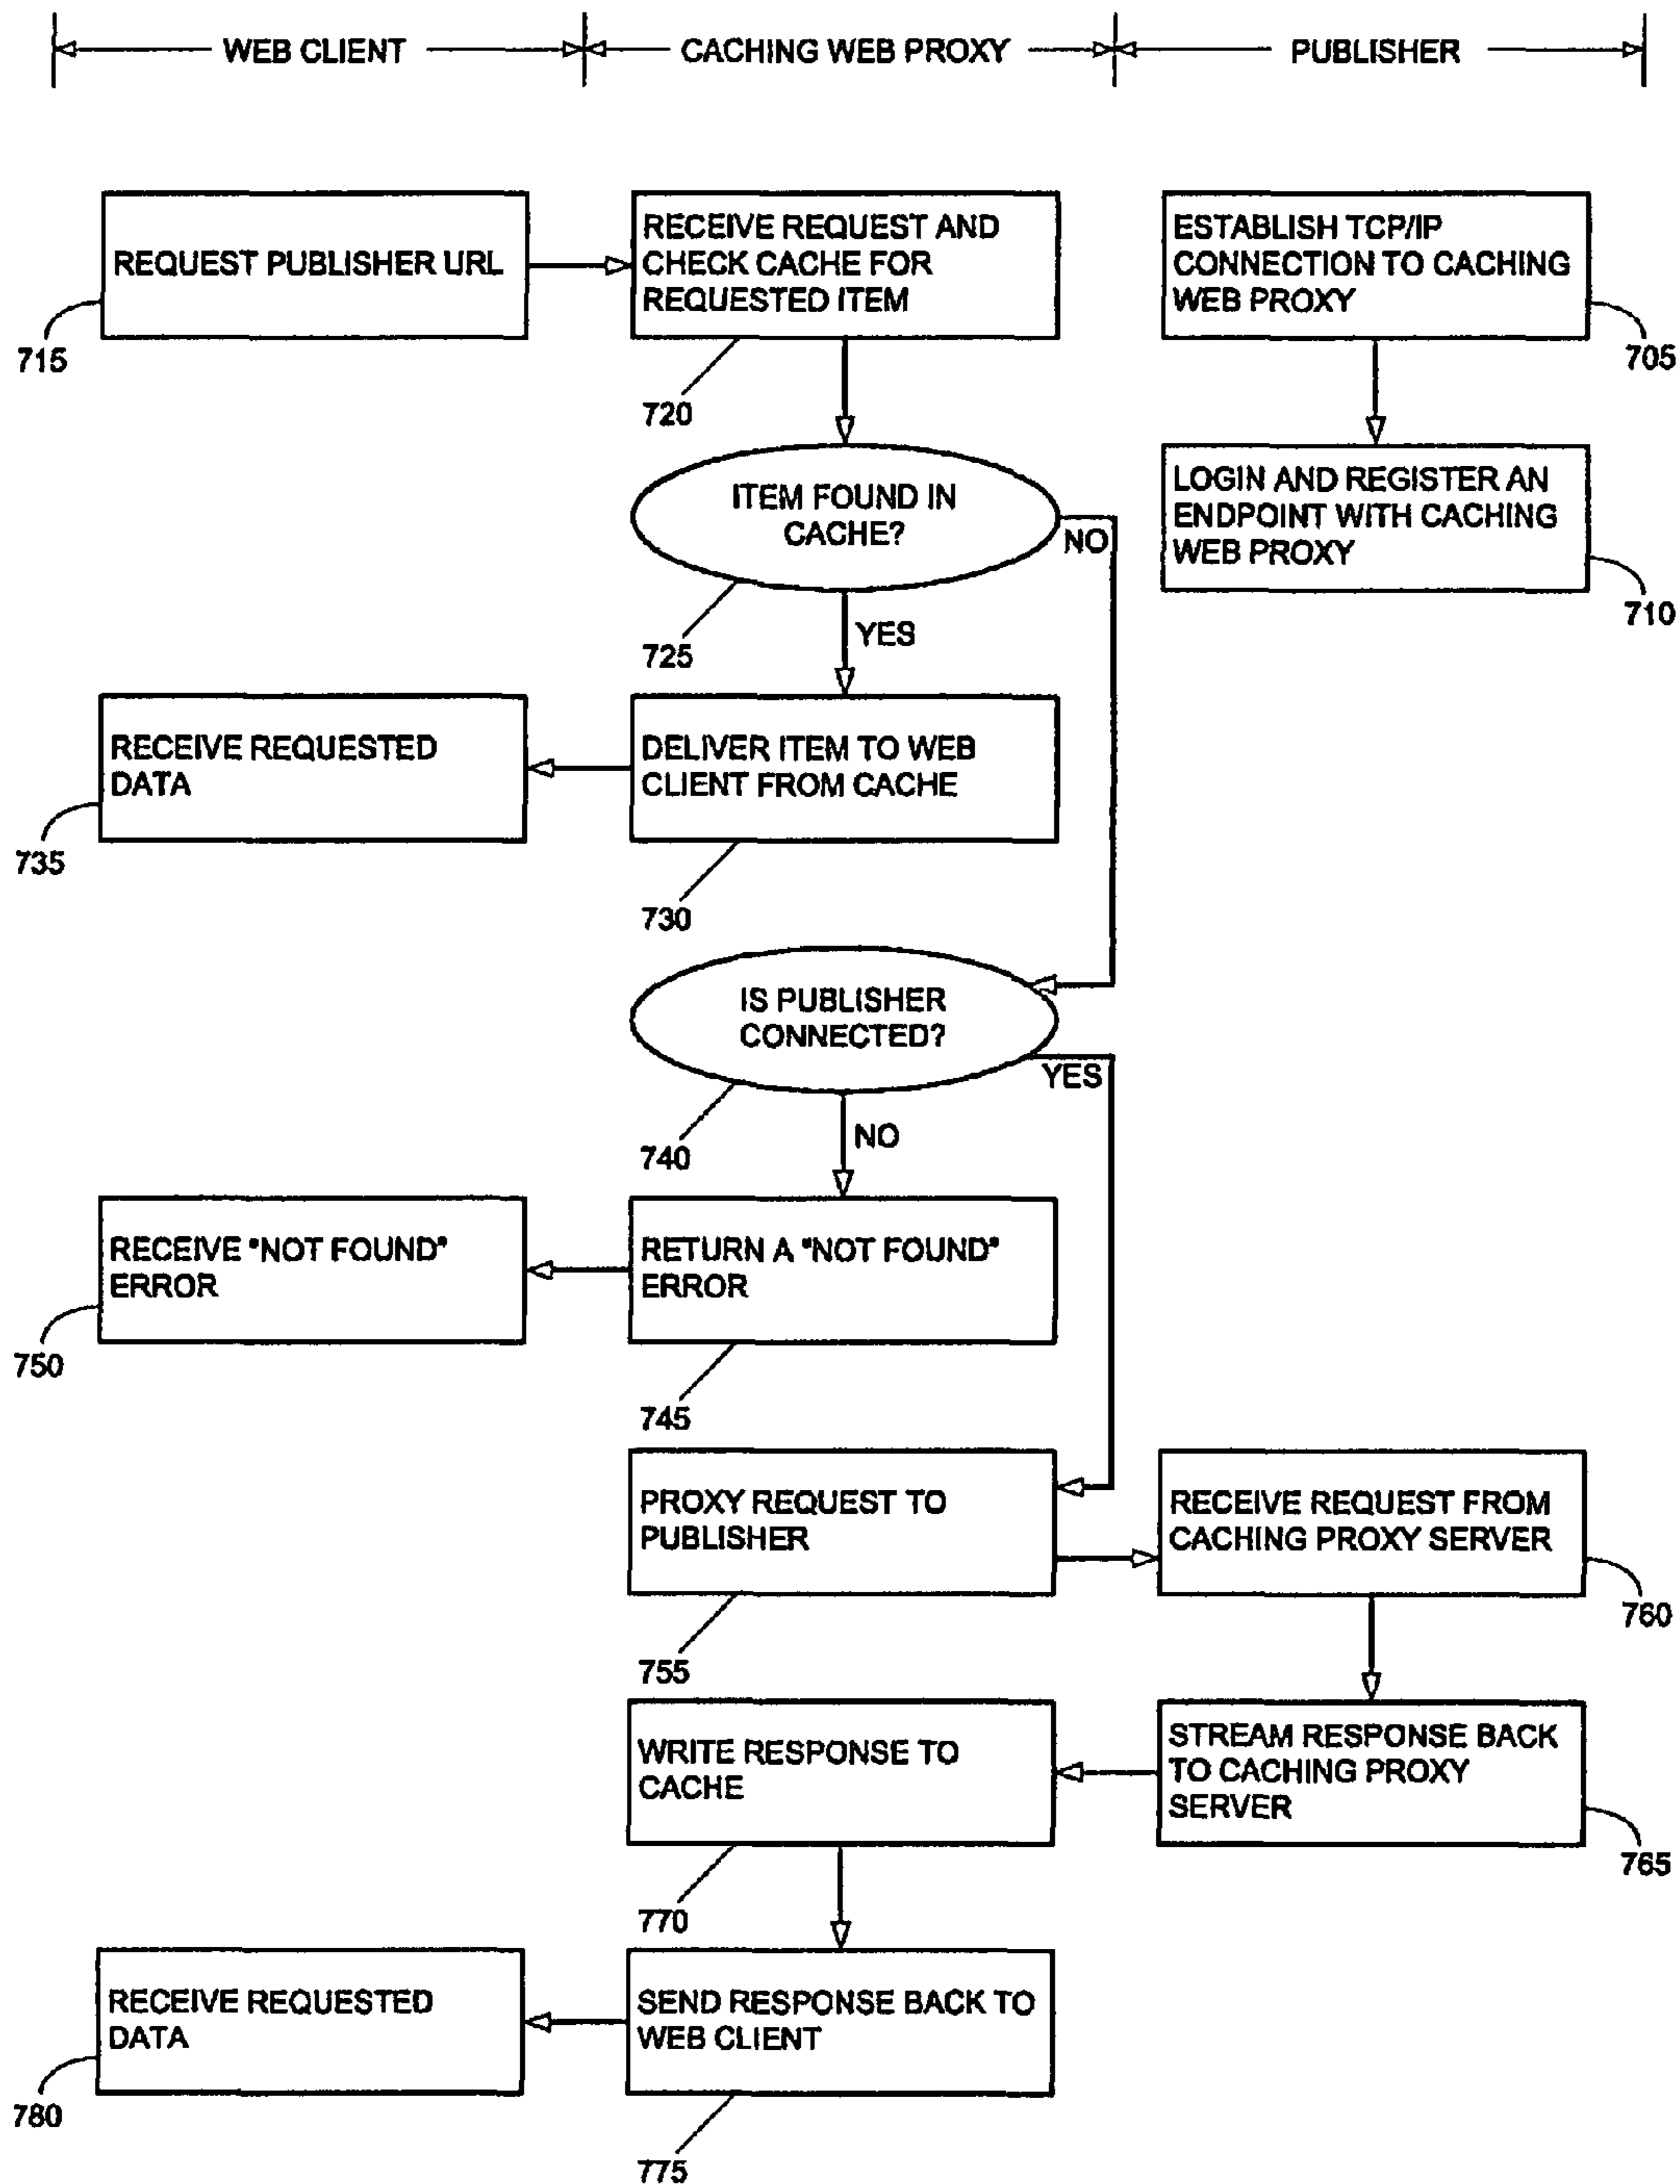 WEB CLIENT
CACHING WEB PROXY
PUBLISHER
REQUEST PUBLISHER URL
715
RECEIVE REQUEST AND
CHECK CACHE FOR
REQUESTED ITEM
720
ESTABLISH TCP/IP
CONNECTION TO CACHING
WEB PROXY
705
LOGIN AND REGISTER AN
ENDPOINT WITH CACHING
WEB PROXY
710
ITEM FOUND IN
CACHE?
NO
725
YES
DELIVER ITEM TO WEB
CLIENT FROM CACHE
730
RECEIVE REQUESTED
DATA
735
IS PUBLISHER
CONNECTED?
YES
740
NO
RETURN A "NOT FOUND"
ERROR
745
RECEIVE "NOT FOUND"
ERROR
750
PROXY REQUEST TO
PUBLISHER
755
RECEIVE REQUEST FROM
CACHING PROXY SERVER
760
STREAM RESPONSE BACK
TO CACHING PROXY
SERVER
765
WRITE RESPONSE TO
CACHE
770
SEND RESPONSE BACK TO
WEB CLIENT
775
RECEIVE REQUESTED
DATA
780